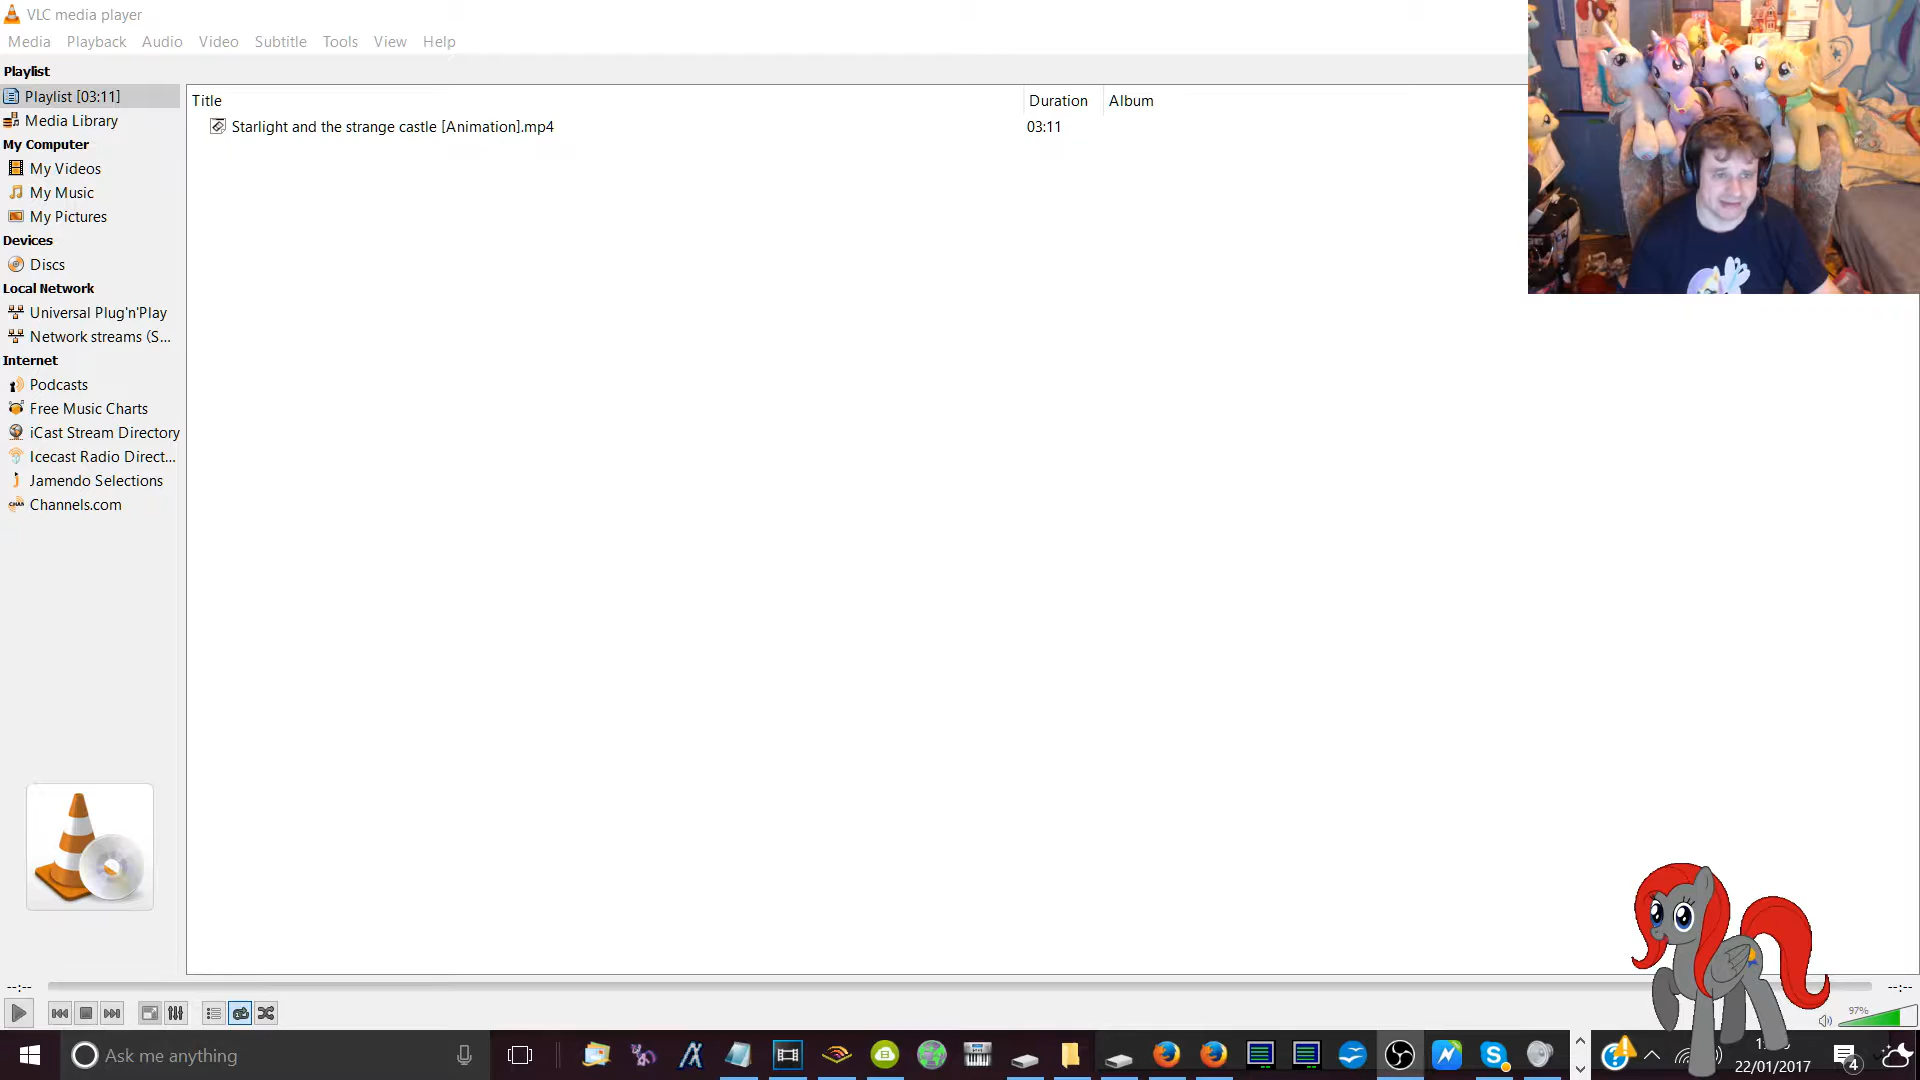 VLC media player
Media Playback Audio Video Subtitle Tools View Help
Playlist
Playlist [03:11]
Media Library
My Computer
My Videos
My Music
My Pictures
Devices
Discs
Local Network
Universal Plug'n'Play
Network streams (S...
Internet
Podcasts
Free Music Charts
iCast Stream Directory
Icecast Radio Direct...
Jamendo Selections
Channels.com
Title Duration Album
Starlight and the strange castle [Animation].mp4 03:11
--:-- --:--
97%
Ask me anything
22/01/2017
4